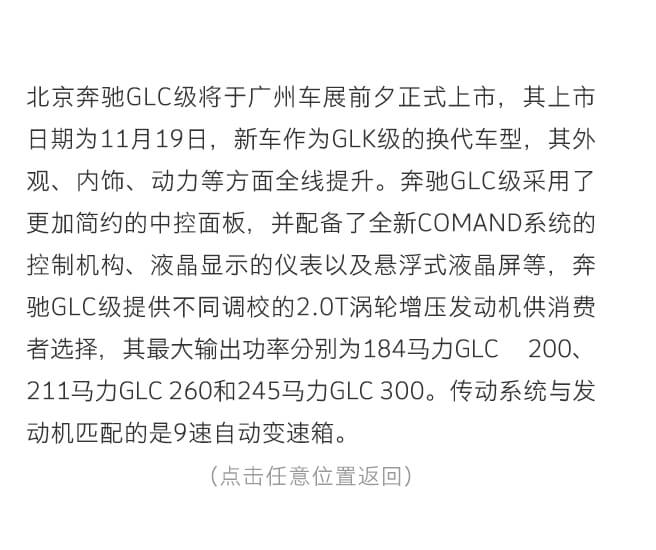 北京奔驰GLC级将于广州车展前夕正式上市，其上市
日期为11月19日，新车作为GLK级的换代车型，其外
观、内饰、动力等方面全线提升。奔驰GLC级采用了
更加简约的中控面板，并配备了全新COMAND系统的
控制机构、液晶显示的仪表以及悬浮式液晶屏等，奔
驰GLC级提供不同调校的2.0T涡轮增压发动机供消费
者选择，其最大输出功率分别为184马力GLC　200、
211马力GLC 260和245马力GLC 300。传动系统与发
动机匹配的是9速自动变速箱。
（点击任意位置返回）